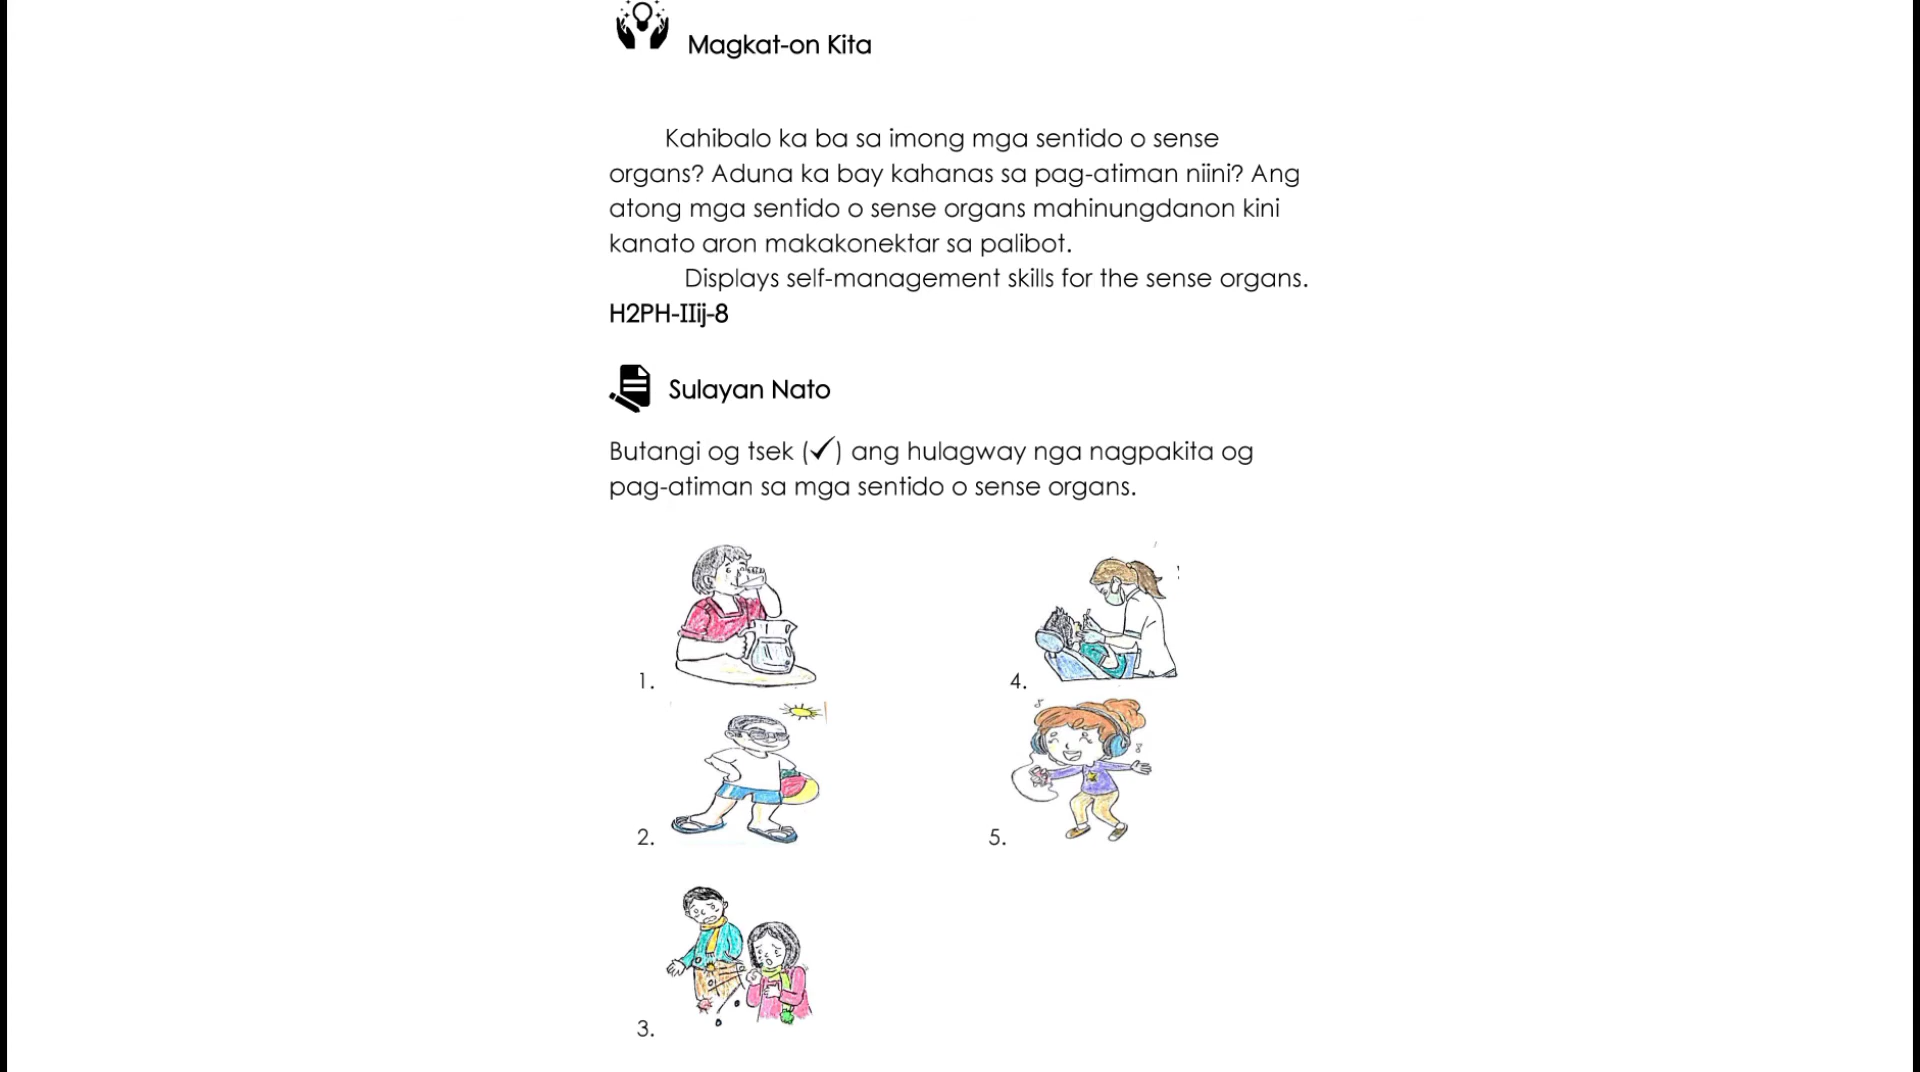 Magkat-on Kita
Kahibalo ka ba sa imong mga sentido o sense
organs? Aduna ka bay kahanas sa pag-atiman niini? Ang
atong mga sentido o sense organs mahinungdanon kini
kanato aron makakonektar sa palibot.
Displays self-management skills for the sense organs.
H2PH-IIij-8
Sulayan Nato
Butangi og tsek (✓) ang hulagway nga nagpakita og
pag-atiman sa mga sentido o sense organs.
1.
2.
3.
4.
5.